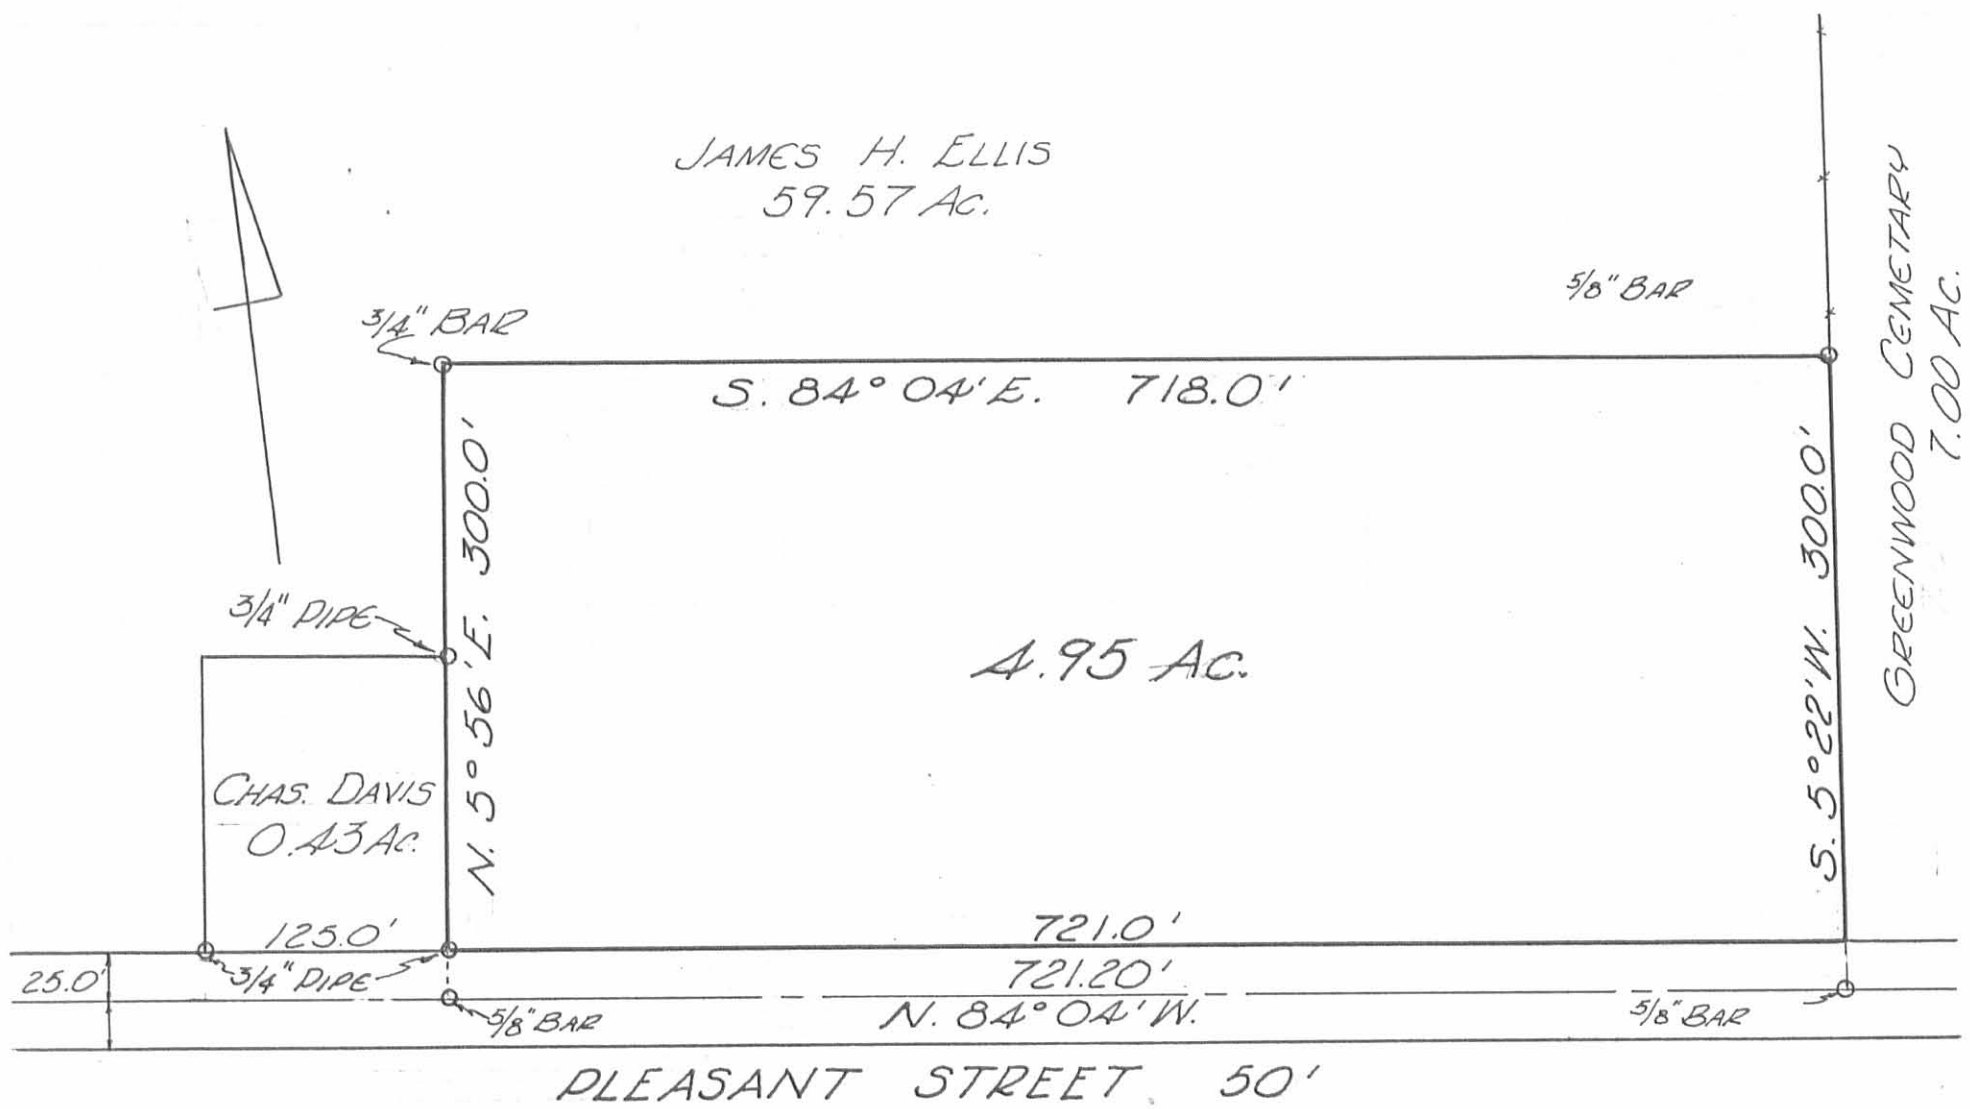 JAMES H. ELLIS
59.57 AC.
5/8" BAR
3/4" BAR
S. 84° 04' E. 718.0'
N. 5° 56' E. 300.0'
S. 5° 22' W. 300.0'
GREENWOOD CEMETARY
7.00 AC.
3/4" PIPE
4.95 AC.
CHAS. DAVIS
0.43 AC.
125.0'
721.0'
25.0'
3/4" PIPE
721.20'
5/8" BAR
N. 84° 04' W.
5/8" BAR
PLEASANT STREET 50'